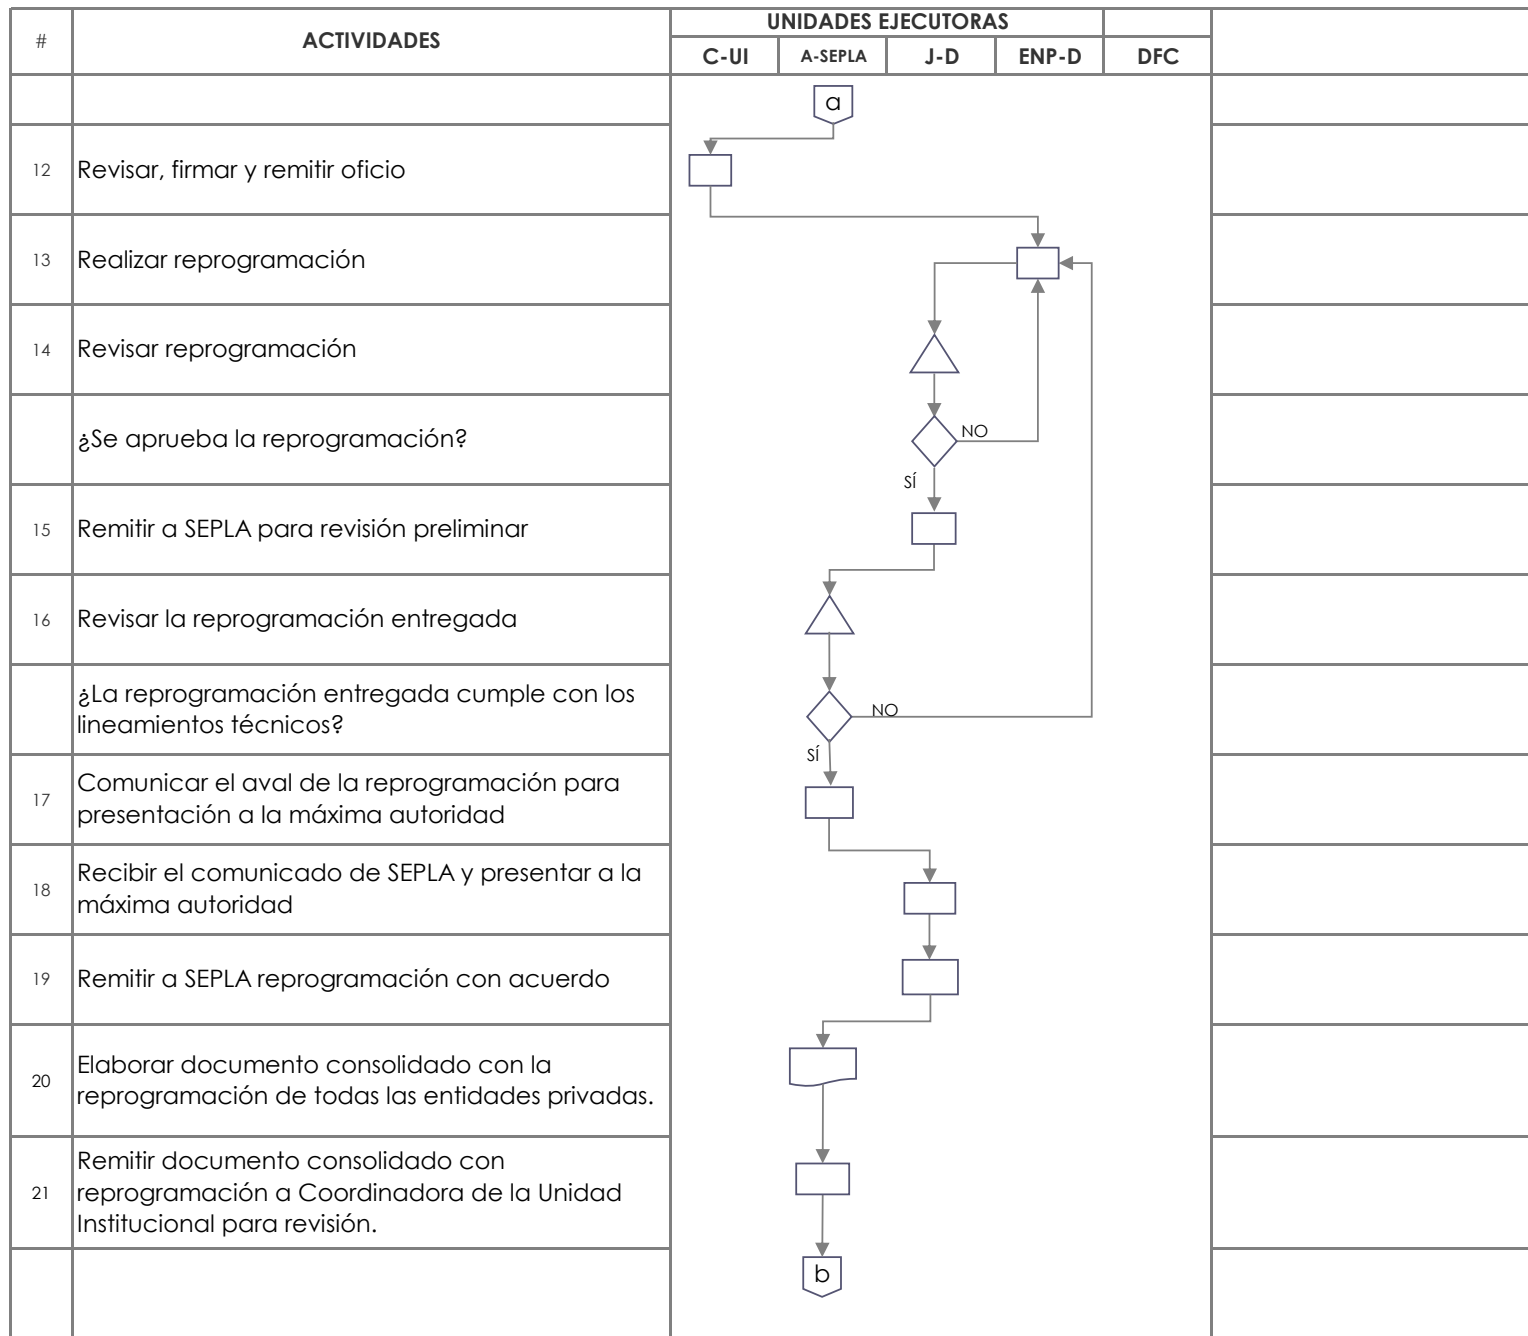 #
ACTIVIDADES
UNIDADES EJECUTORAS
C-UI
A-SEPLA
J-D
ENP-D
DFC
a
12
Revisar, firmar y remitir oficio
13
Realizar reprogramación
14
Revisar reprogramación
¿Se aprueba la reprogramación?
NO
SÍ
15
Remitir a SEPLA para revisión preliminar
16
Revisar la reprogramación entregada
¿La reprogramación entregada cumple con los
lineamientos técnicos?
NO
SÍ
17
Comunicar el aval de la reprogramación para
presentación a la máxima autoridad
18
Recibir el comunicado de SEPLA y presentar a la
máxima autoridad
19
Remitir a SEPLA reprogramación con acuerdo
20
Elaborar documento consolidado con la
reprogramación de todas las entidades privadas.
21
Remitir documento consolidado con
reprogramación a Coordinadora de la Unidad
Institucional para revisión.
b